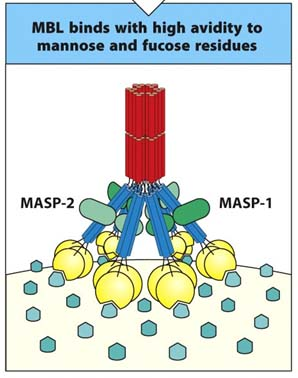 MBL binds with high avidity to
mannose and fucose residues
MASP-2 MASP-1